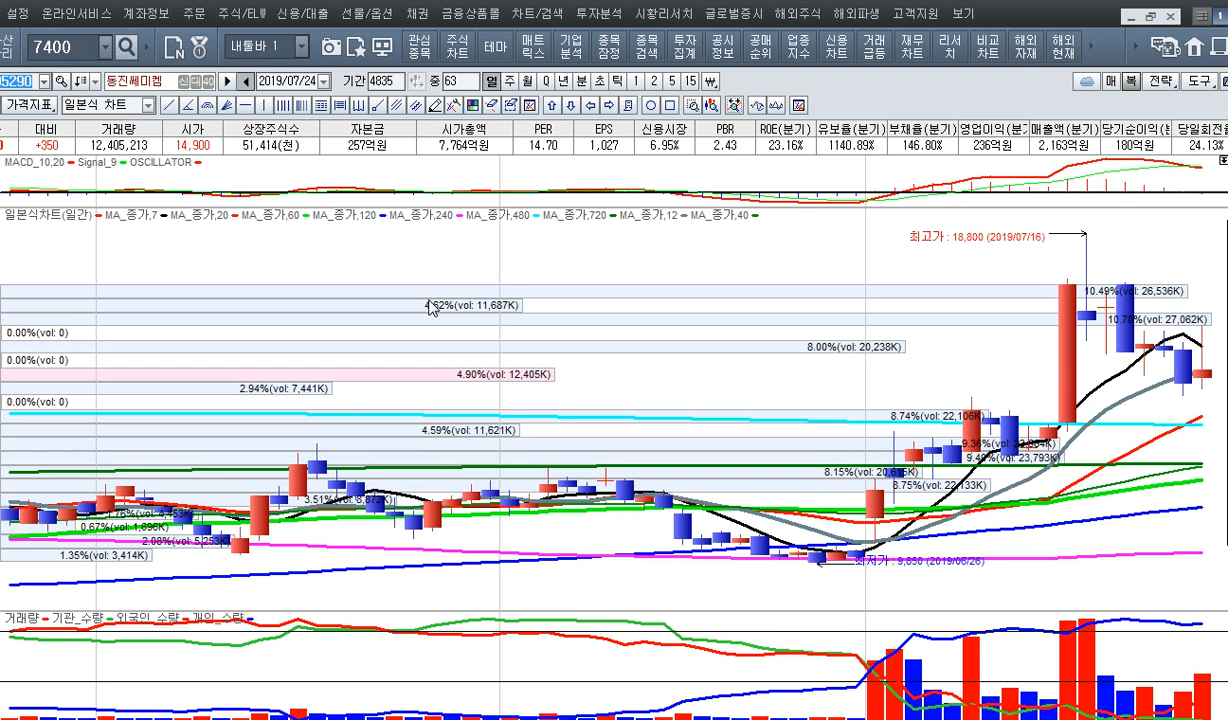 설정 온라인서비스 계좌정보 주문 주식/ELW 신용/대출 선물/옵션 채권 금융상품몰 차트/검색 투자분석 시황리서치 글로벌증시 해외주식 해외파생 고객지원 보기
7400 내툴바 1 관심종목 주식차트 테마 매트릭스 기업분석 종목잠정 종목검색 투자집계 공시정보 공매순위 업종지수 신용차트 거래급등 재무차트 리서치 비교차트 해외자재 해외현재
5290 동진쎄미켐 2019/07/24 기간 4835 중 63 일 주 월 Q 년 분 초 틱 1 2 3 5 15 매 복 전략 도구
가격지표 일본식 차트
대비 거래량 시가 상장주식수 자본금 시가총액 PER EPS 신용시장 PBR ROE(분기) 유보율(분기) 부채율(분기) 영업이익(분기 매출액(분기) 당기순이익(분 당일회전율
+350 12,405,213 14,900 51,414(천) 257억원 7,764억원 14.70 1,027 6.95% 2.43 23.16% 1140.89% 146.80% 236억원 2,163억원 180억원 24.13%
MACD_10,20 Signal_9 OSCILLATOR
일본식차트(일간) MA_종가,7 MA_종가,20 MA_종가,60 MA_종가,120 MA_종가,240 MA_종가,480 MA_종가,720 MA_종가,12 MA_종가,40
최고가 : 18,800 (2019/07/16)
10.49%(vol: 26,536K)
4.62%(vol: 11,687K)
10.70%(vol: 27,062K)
0.00%(vol: 0)
8.00%(vol: 20,238K)
0.00%(vol: 0)
4.90%(vol: 12,405K)
2.94%(vol: 7,441K)
0.00%(vol: 0)
8.74%(vol: 22,106K)
4.59%(vol: 11,621K)
8.15%(vol: 20,615K)
8.75%(vol: 22,133K)
3.51%(vol: 8,872K)
0.67%(vol: 1,696K)
2.08%(vol: 5,253K)
1.35%(vol: 3,414K)
최저가 : 9,850 (2019/06/26)
거래량 기관_수량 외국인_수량 개인_수량